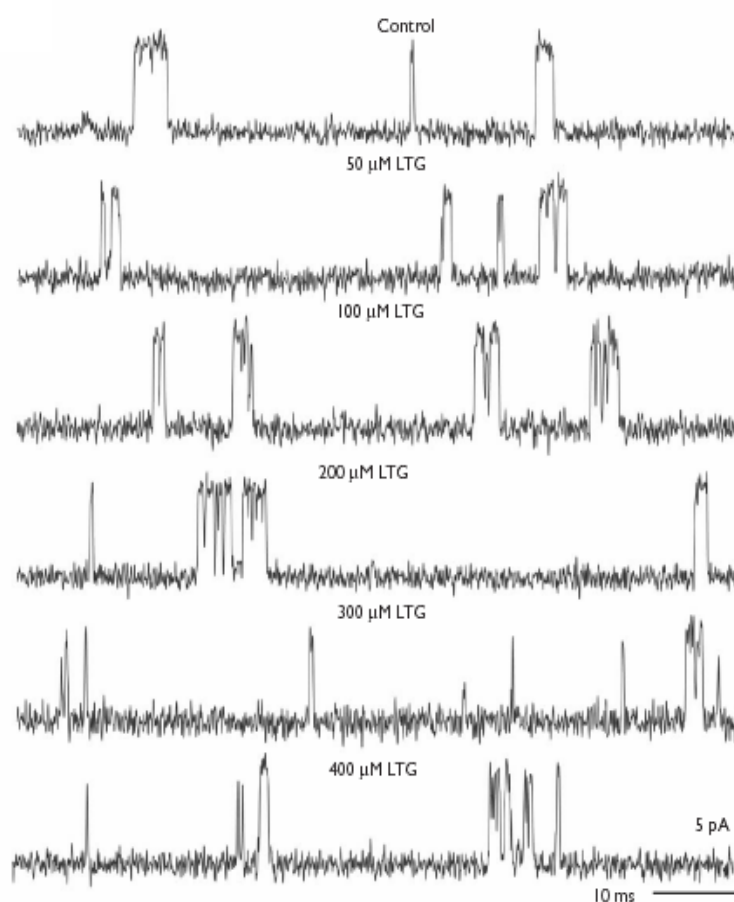 Control
50 µM LTG
100 µM LTG
200 µM LTG
300 µM LTG
400 µM LTG
5 pA
10 ms